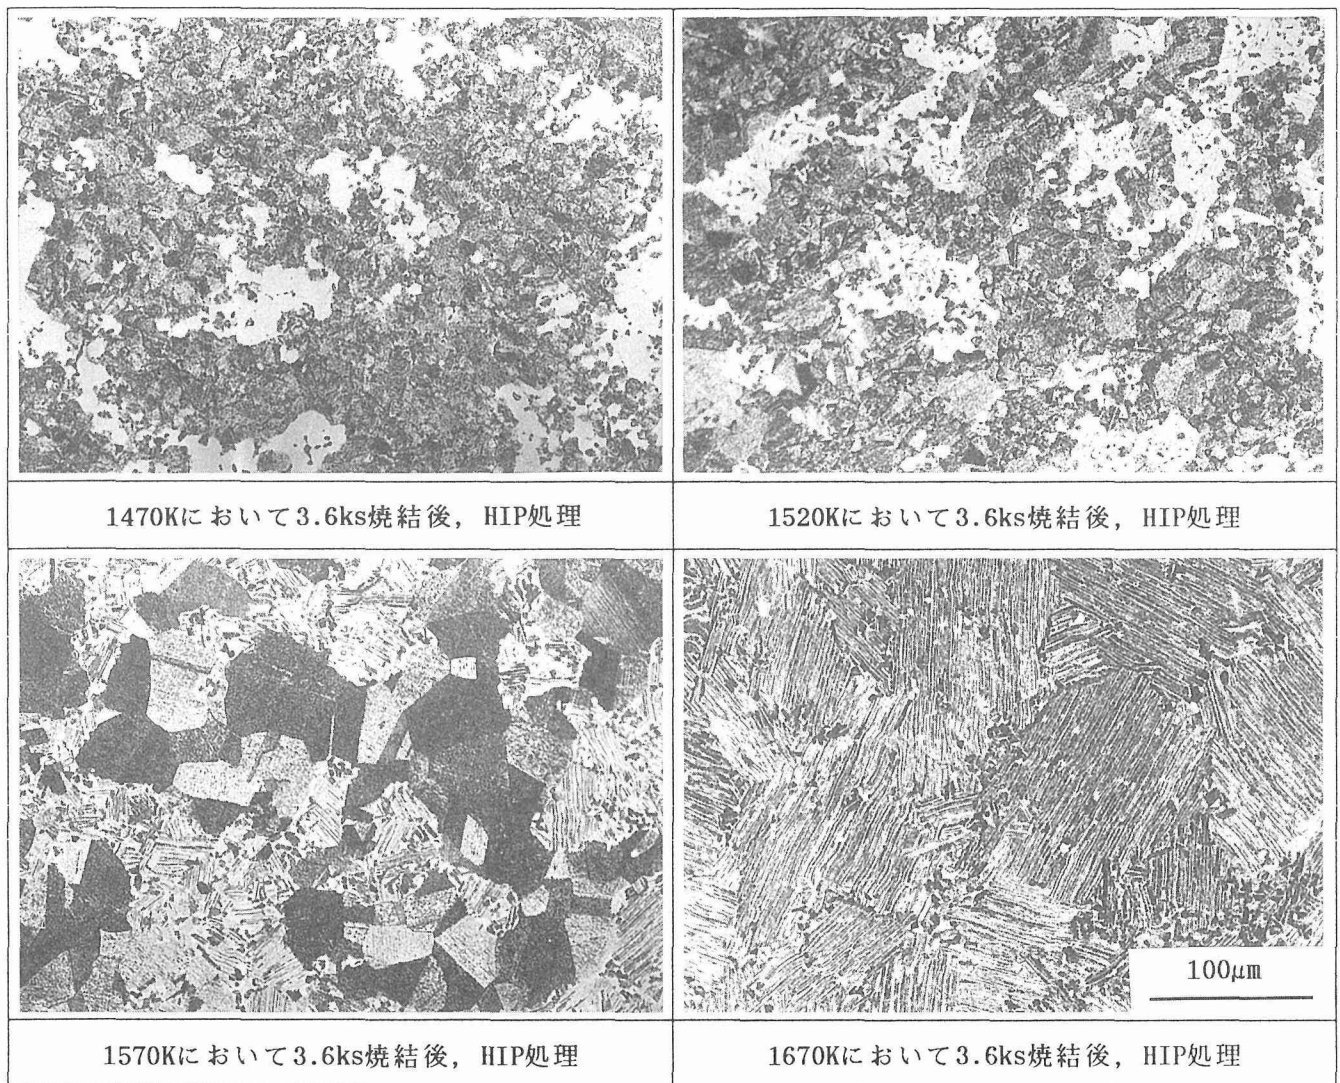 1470Kにおいて3.6ks焼結後，HIP処理
1520Kにおいて3.6ks焼結後，HIP処理
100μm
1570Kにおいて3.6ks焼結後，HIP処理
1670Kにおいて3.6ks焼結後，HIP処理